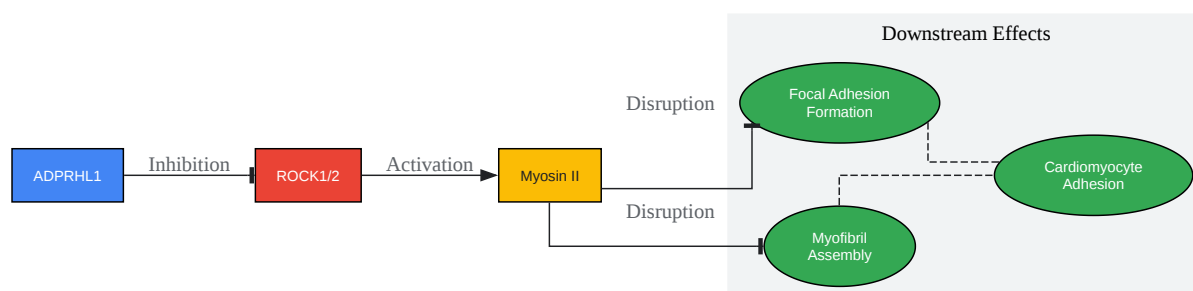 Downstream Effects
Disruption
Focal Adhesion
Formation
ADPRHL1
Inhibition
ROCK1/2
Activation
Myosin II
Cardiomyocyte
Adhesion
Disruption
Myofibril
Assembly